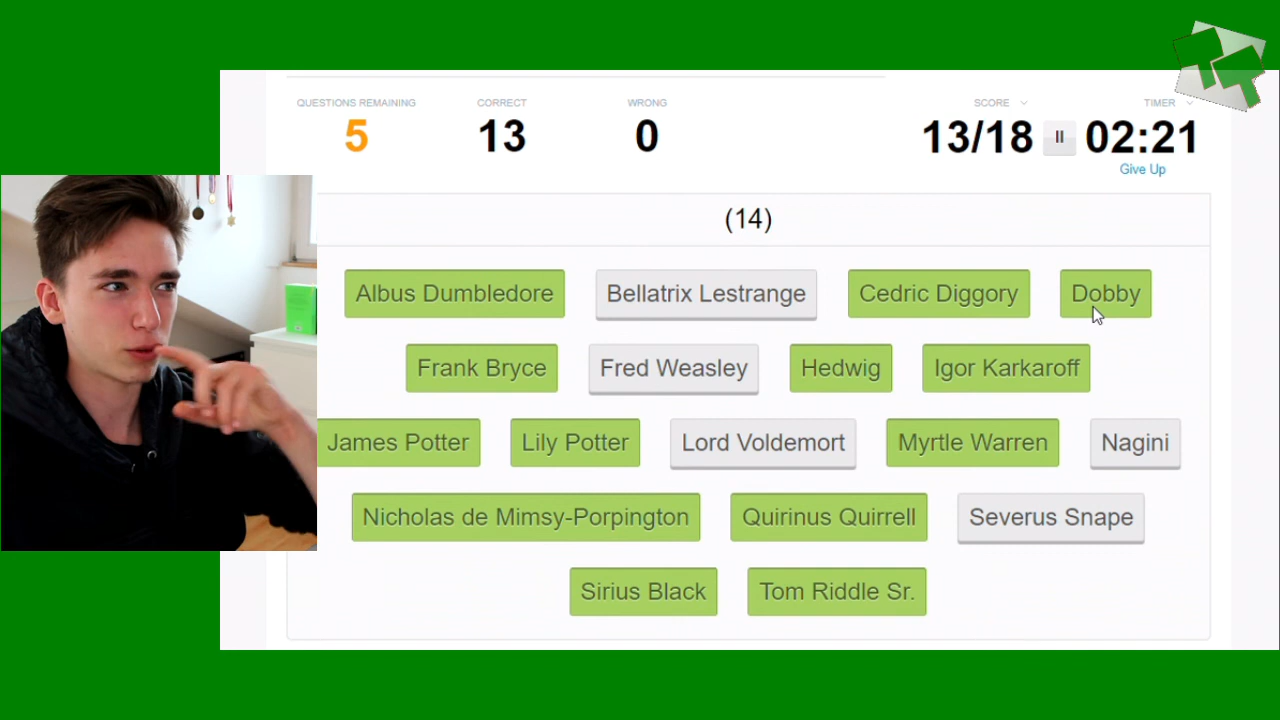 QUESTIONS REMAINING CORRECT WRONG SCORE TIMER
5 13 0 13/18 II 02:21
Give Up
(14)
Albus Dumbledore Bellatrix Lestrange Cedric Diggory Dobby
Frank Bryce Fred Weasley Hedwig Igor Karkaroff
James Potter Lily Potter Lord Voldemort Myrtle Warren Nagini
Nicholas de Mimsy-Porpington Quirinus Quirrell Severus Snape
Sirius Black Tom Riddle Sr.